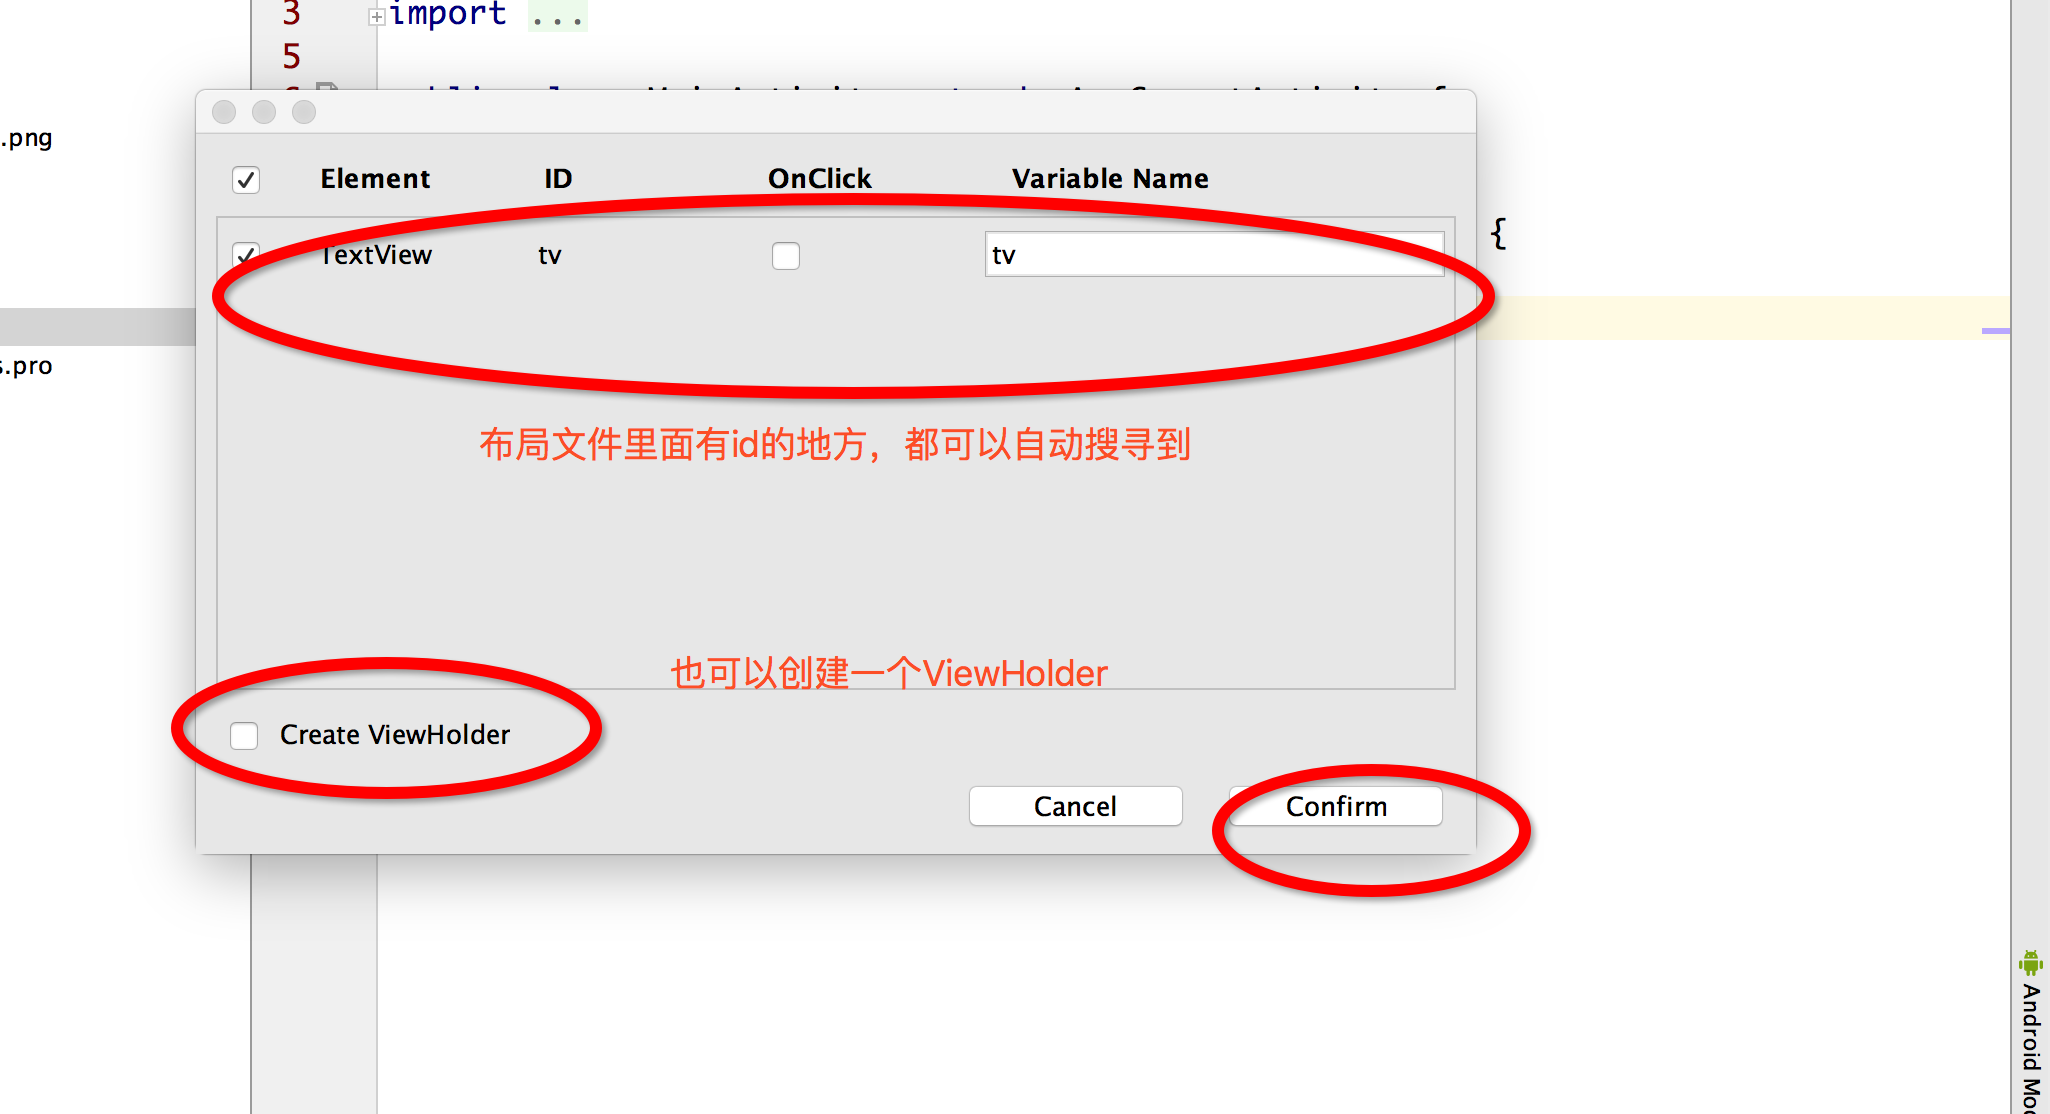 3 import ...
5
.png
Element ID OnClick Variable Name
TextView tv tv
{
s.pro
布局文件里面有id的地方，都可以自动搜寻到
也可以创建一个ViewHolder
Create ViewHolder
Cancel Confirm
Android Mo